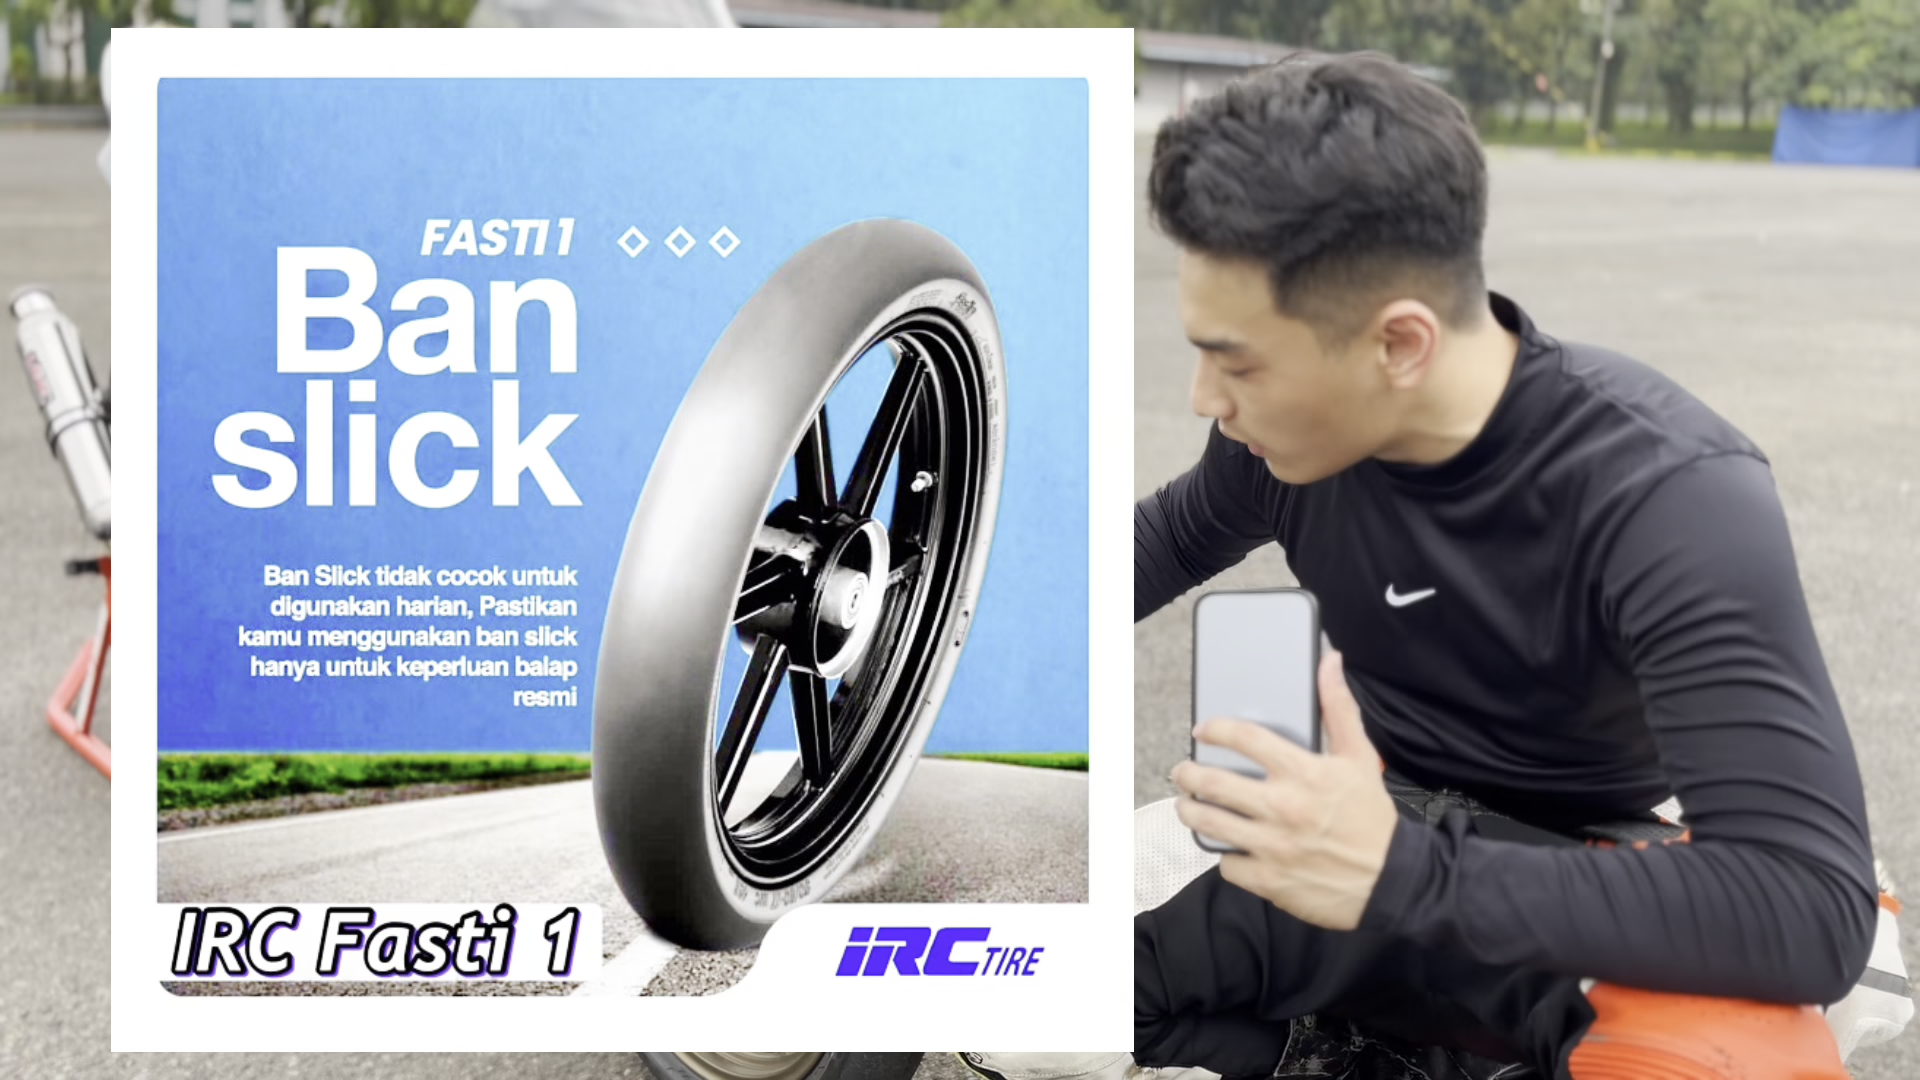 FASTI 1
Ban
slick
Ban Slick tidak cocok untuk
digunakan harian, Pastikan
kamu menggunakan ban slick
hanya untuk keperluan balap
resmi
IRC Fasti 1
iRC TIRE